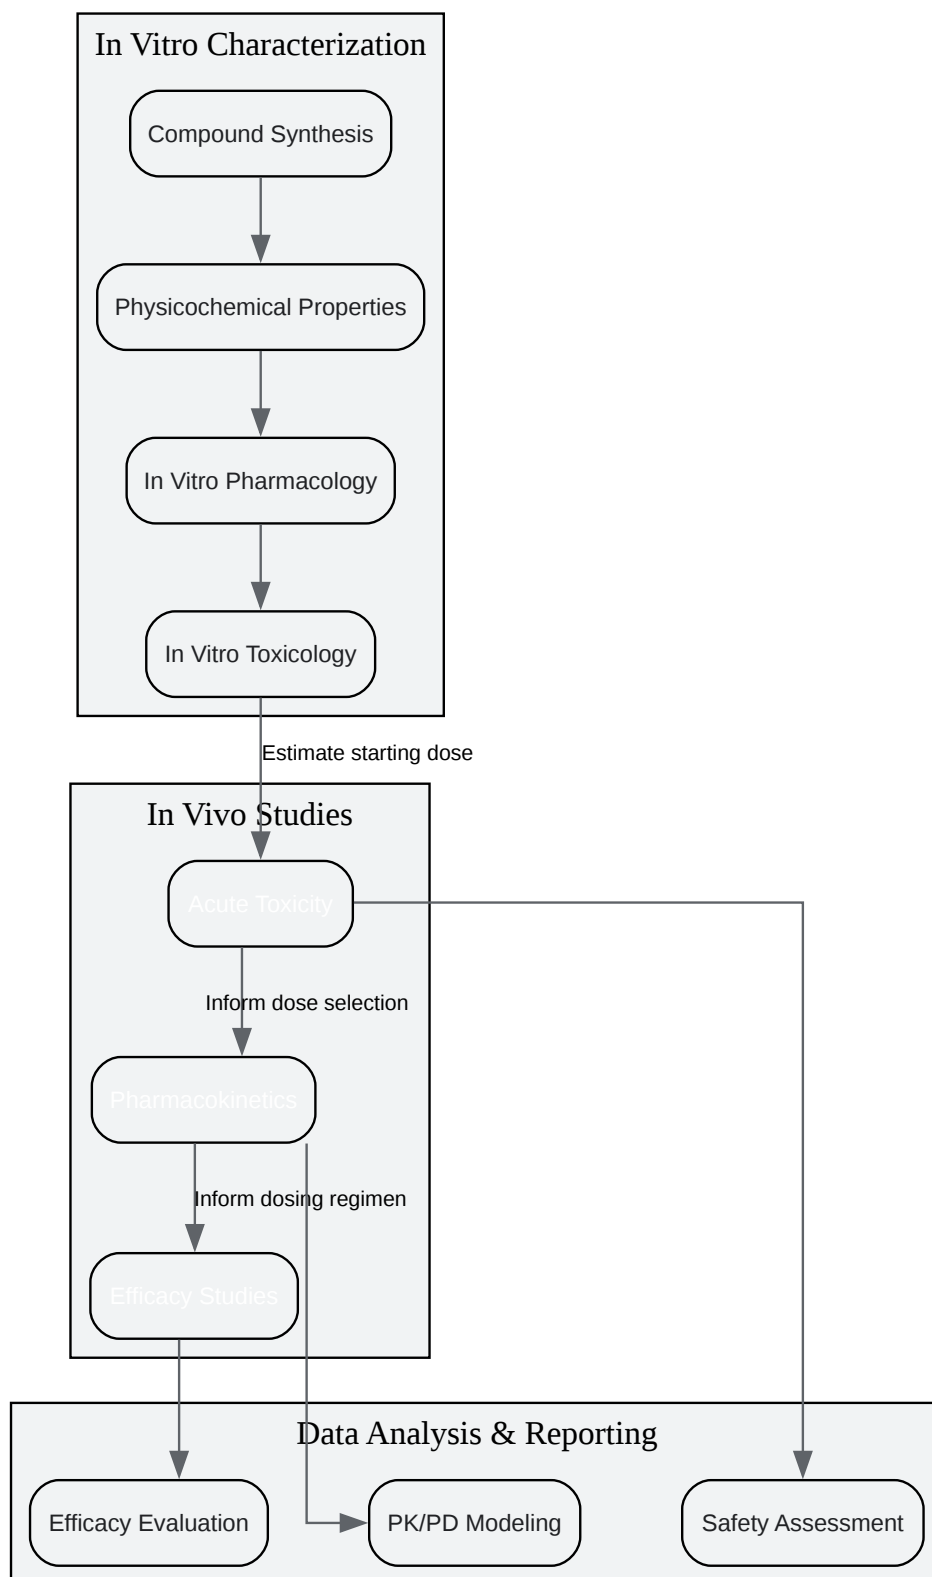 In Vitro Characterization
Compound Synthesis
Physicochemical Properties
In Vitro Pharmacology
In Vitro Toxicology
Estimate starting dose
In Vivo Studies
Acute Toxicity
Inform dose selection
Pharmacokinetics
Inform dosing regimen
Efficacy Studies
Data Analysis & Reporting
Efficacy Evaluation
PK/PD Modeling
Safety Assessment